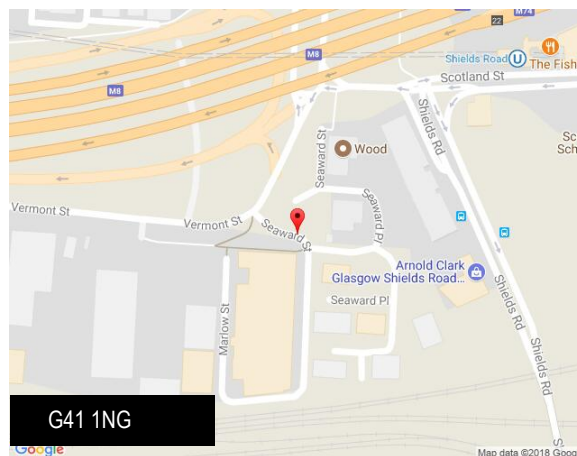 22
M74
M8
Shields Road
The Fish
M8
Scotland St
Shields Rd
Seaward St
Wood
Sc
Sch
Vermont St
Vermont St
Seaward St
Seaward Pl
Arnold Clark
Glasgow Shields Road...
Seaward Pl
Shields Rd
Marlow St
Shields Rd
G41 1NG
Google
Map data ©2018 Goog